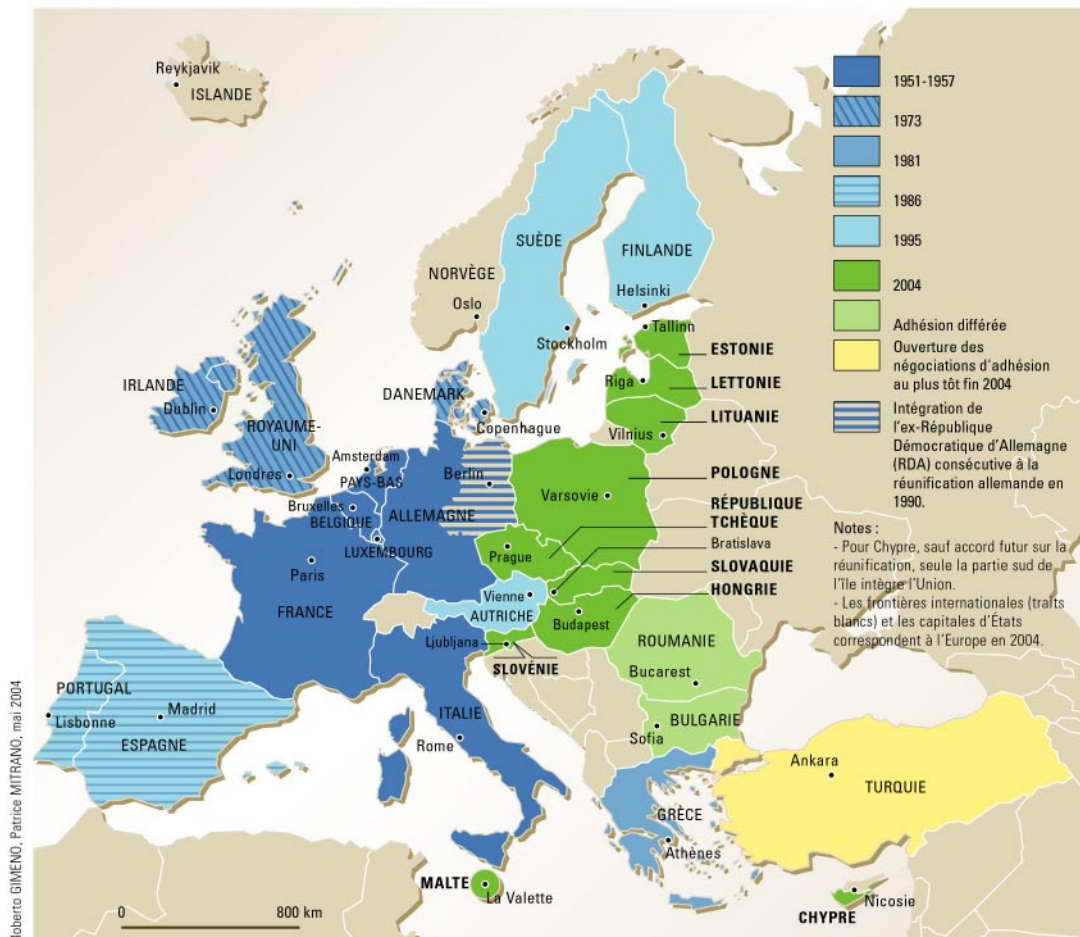 Reykjavik
ISLANDE
SUÈDE
FINLANDE
NORVÈGE
Oslo
Helsinki
Stockholm
Tallinn
ESTONIE
IRLANDE
Dublin
DANEMARK
Riga
LETTONIE
ROYAUME-
UNI
Copenhague
LITUANIE
Vilnius
Londres
Amsterdam
PAYS-BAS
Berlin
POLOGNE
Varsovie
RÉPUBLIQUE
TCHÈQUE
Bruxelles
BELGIQUE
ALLEMAGNE
LUXEMBOURG
Prague
Bratislava
SLOVAQUIE
Paris
Vienne
AUTRICHE
HONGRIE
Budapest
FRANCE
Ljubljana
SLOVÉNIE
ROUMANIE
Bucarest
PORTUGAL
Lisbonne
Madrid
ESPAGNE
ITALIE
Rome
BULGARIE
Sofia
Ankara
TURQUIE
GRÈCE
Athènes
MALTE
La Valette
Nicosie
CHYPRE
0 800 km
1951-1957
1973
1981
1986
1995
2004
Adhésion différée
Ouverture des
négociations d'adhésion
au plus tôt fin 2004
Intégration de
l'ex-République
Démocratique d'Allemagne
(RDA) consécutive à la
réunification allemande en
1990.
Notes :
- Pour Chypre, sauf accord futur sur la
réunification, seule la partie sud de
l'île intègre l'Union.
- Les frontières internationales (traits
blancs) et les capitales d'États
correspondent à l'Europe en 2004.
Roberto GIMENO, Patrice MITRANO, mai 2004